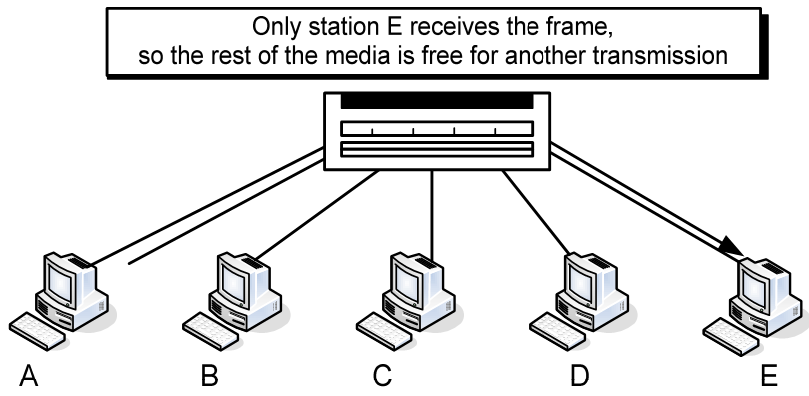 Only station E receives the frame,
so the rest of the media is free for another transmission
A B C D E